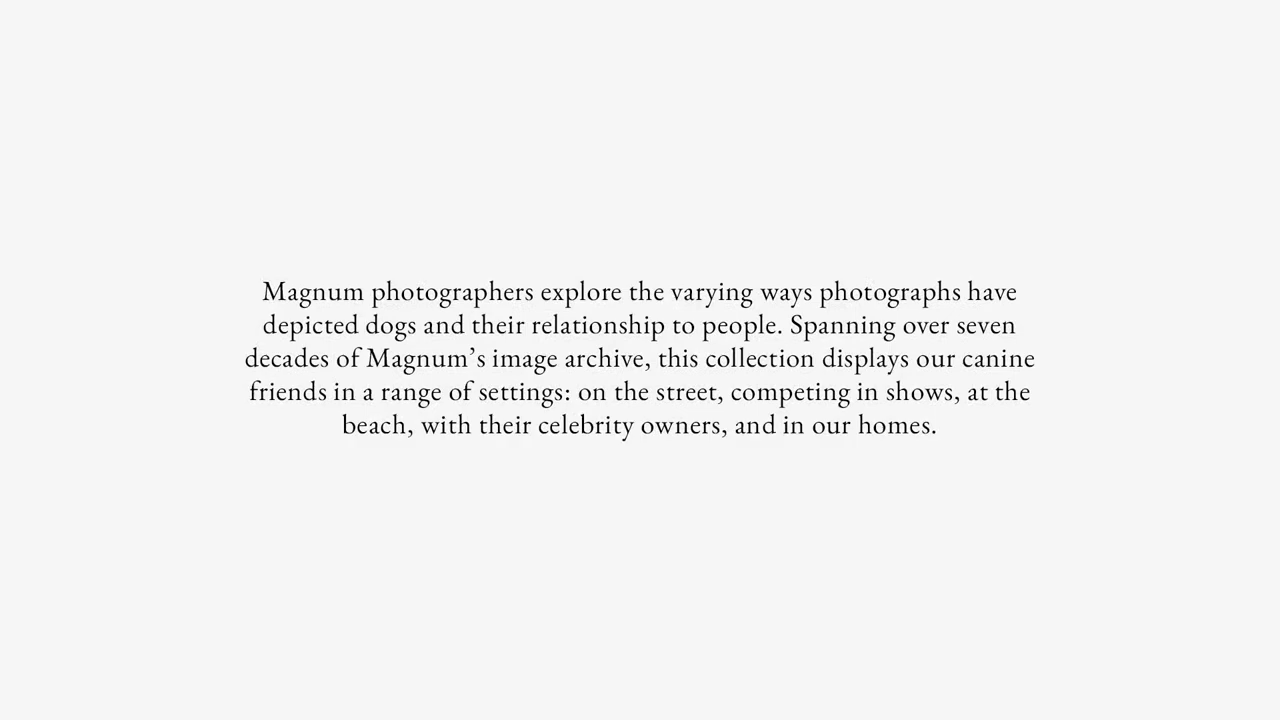 Magnum photographers explore the varying ways photographs have
depicted dogs and their relationship to people. Spanning over seven
decades of Magnum’s image archive, this collection displays our canine
friends in a range of settings: on the street, competing in shows, at the
beach, with their celebrity owners, and in our homes.